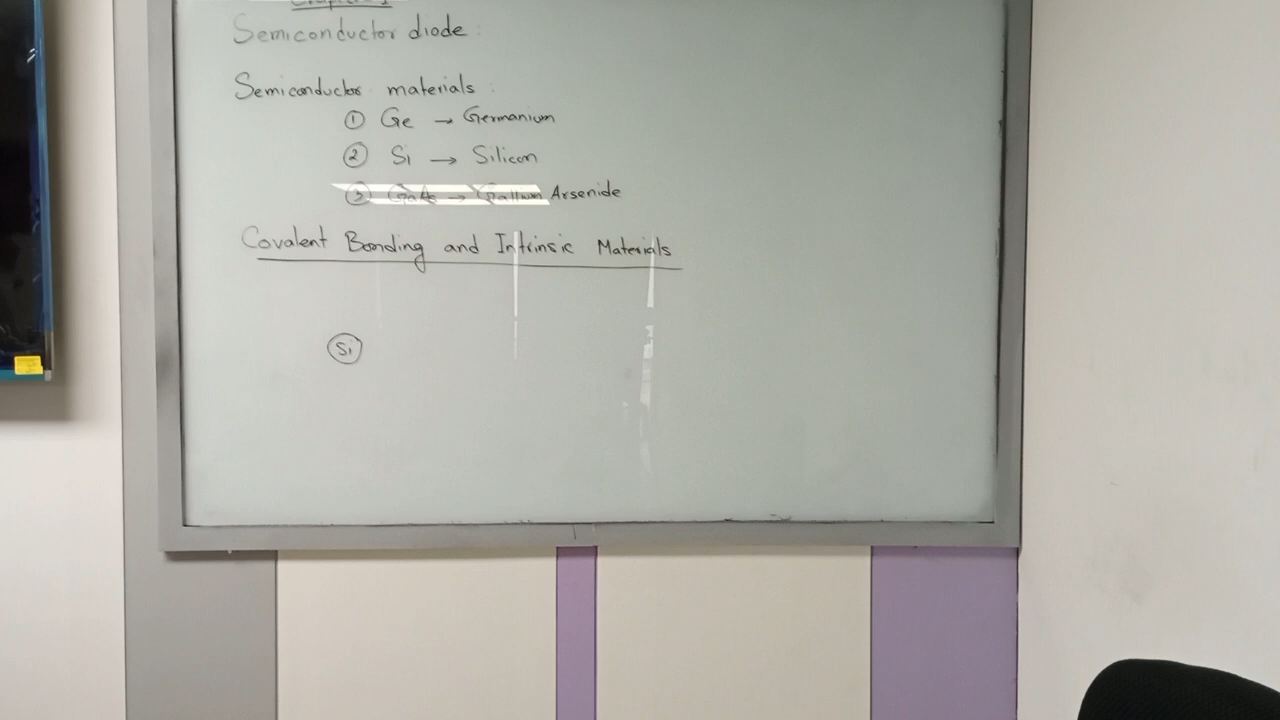 Semiconductor diode:
Semiconductor materials:
① Ge → Germanium
② Si → Silicon
③ GaAs → Gallium Arsenide
Covalent Bonding and Intrinsic Materials
Si